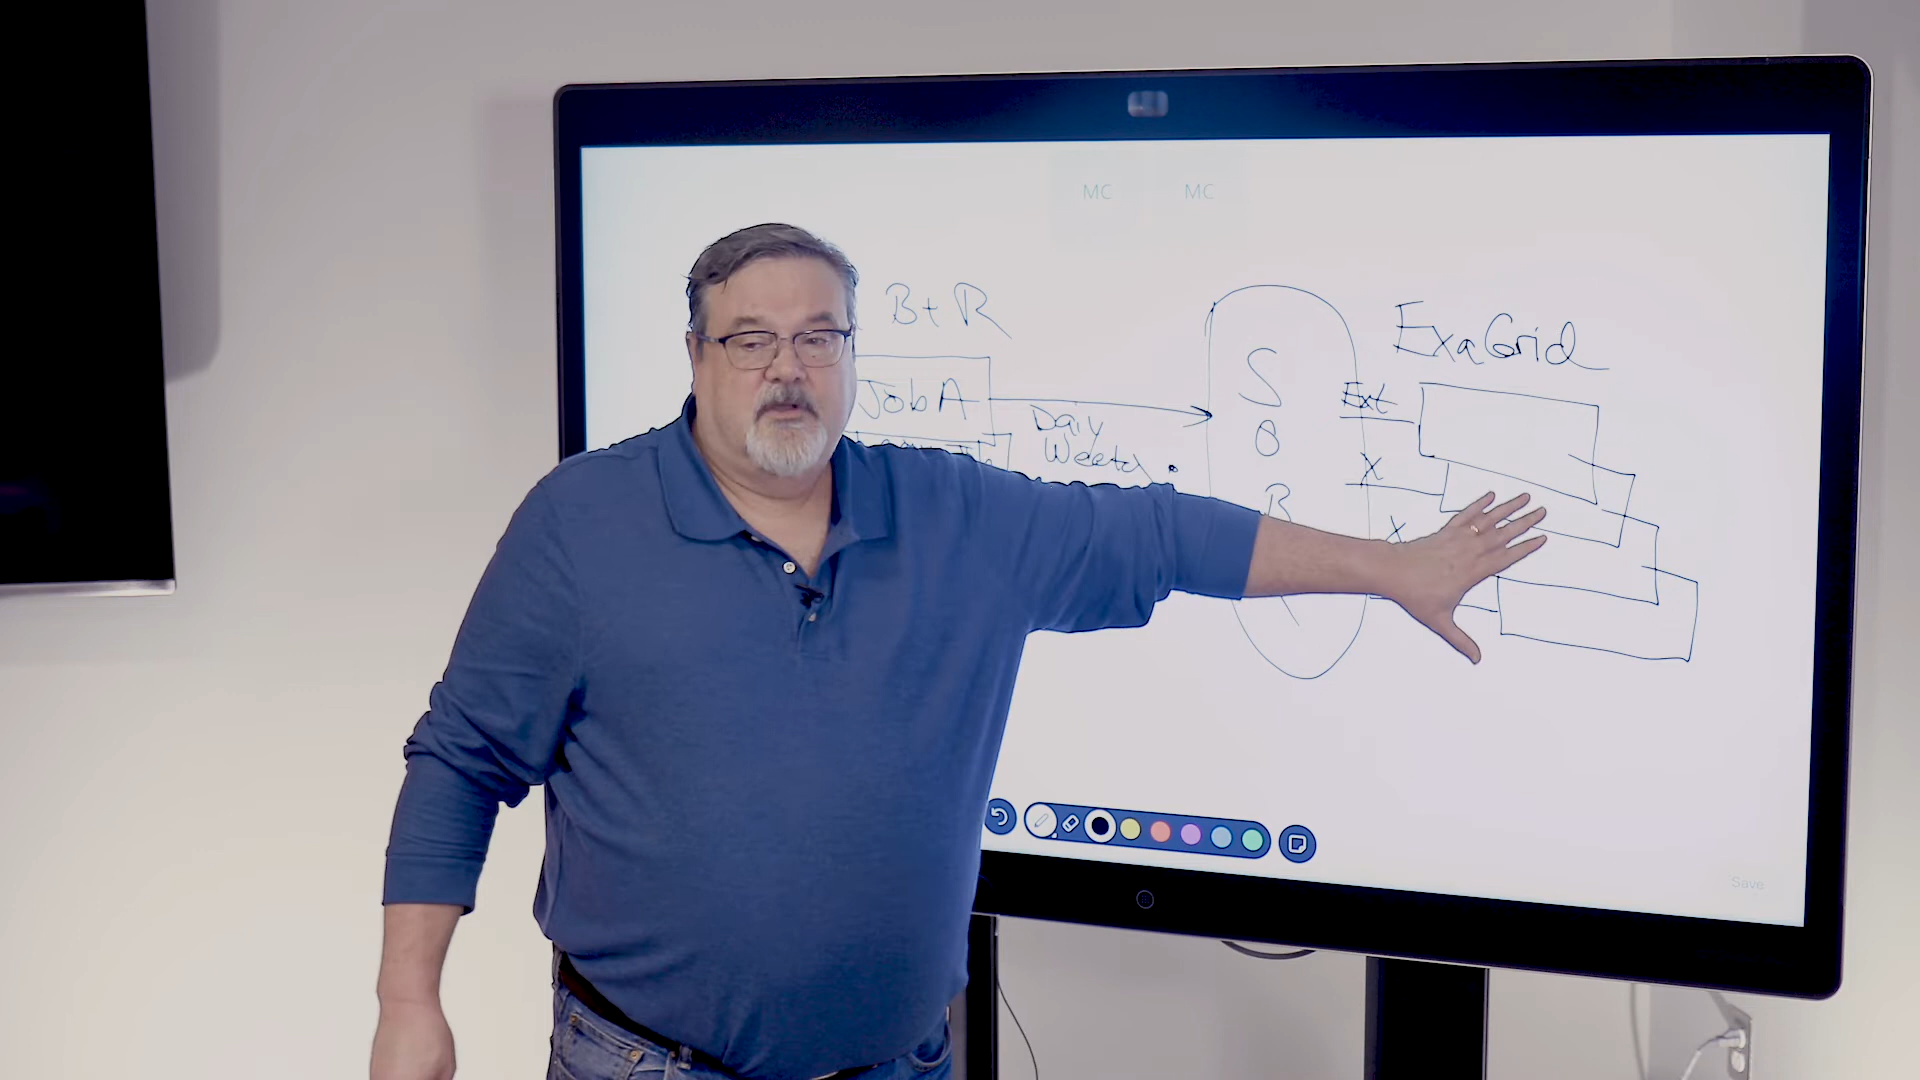 MC MC
B+R
ExaGrid
Job A
Daily
Weekly
S
O
B
R
Ext
X
X
Save